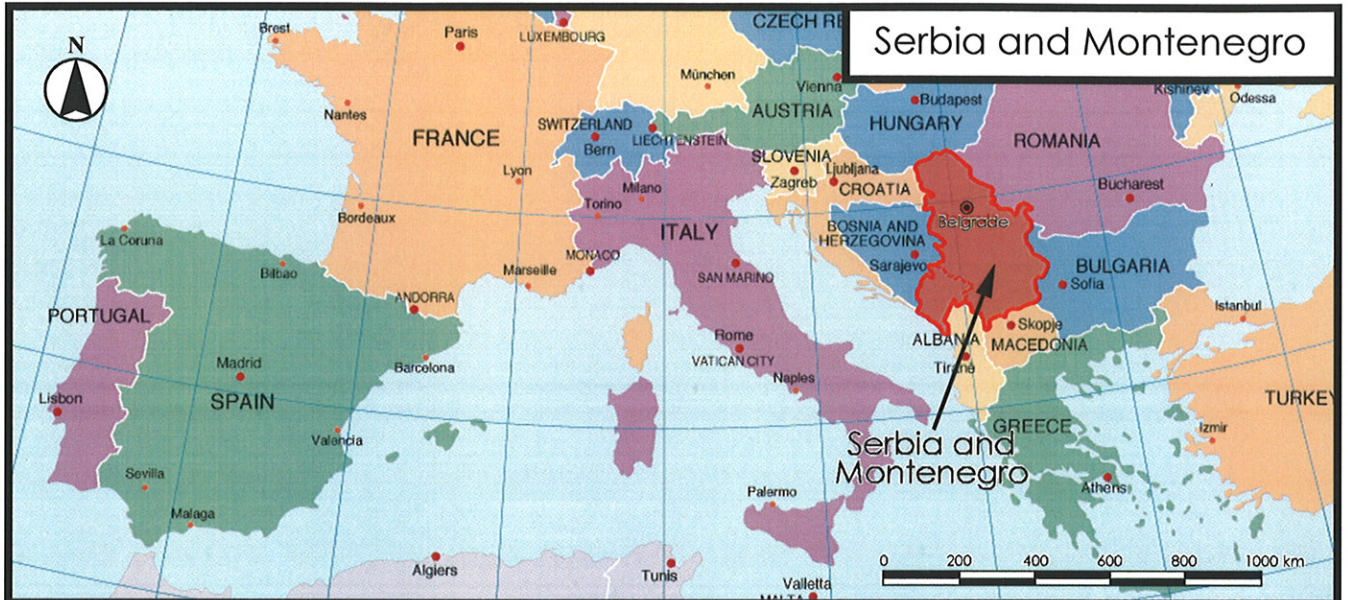 Serbia and Montenegro
N
Brest
Paris
LUXEMBOURG
CZECH RE
München
Vienna
Budapest
Kishinev
Odessa
Nantes
FRANCE
SWITZERLAND
Bern
LIECHTENSTEIN
AUSTRIA
HUNGARY
ROMANIA
SLOVENIA
Ljubljana
Zagreb
CROATIA
Lyon
Milano
Torino
Bucharest
Bordeaux
ITALY
Belgrade
BOSNIA AND
HERZEGOVINA
Sarajevo
La Coruna
Bilbao
MONACO
Marseille
SAN MARINO
BULGARIA
Sofia
ANDORRA
PORTUGAL
Istanbul
Skopje
ALBANIA
MACEDONIA
Rome
VATICAN CITY
Tirane
Madrid
Barcelona
Naples
Lisbon
SPAIN
TURKEY
Valencia
GREECE
Izmir
Serbia and
Montenegro
Sevilla
Athens
Palermo
Malaga
Algiers
Tunis
Valletta
MALTA
0 200 400 600 800 1000 km